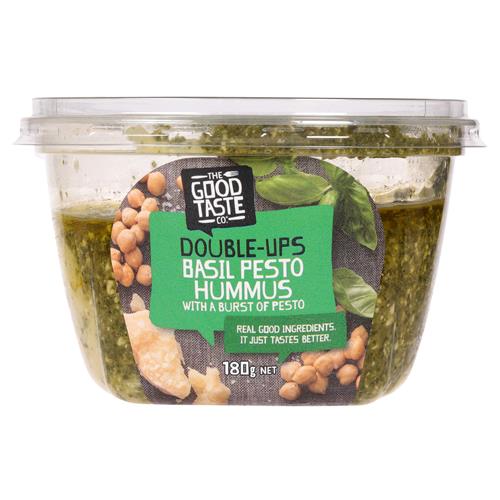 THE
GOOD
TASTE
CO.
DOUBLE-UPS
BASIL PESTO
HUMMUS
WITH A BURST OF PESTO
REAL GOOD INGREDIENTS.
IT JUST TASTES BETTER.
180g NET